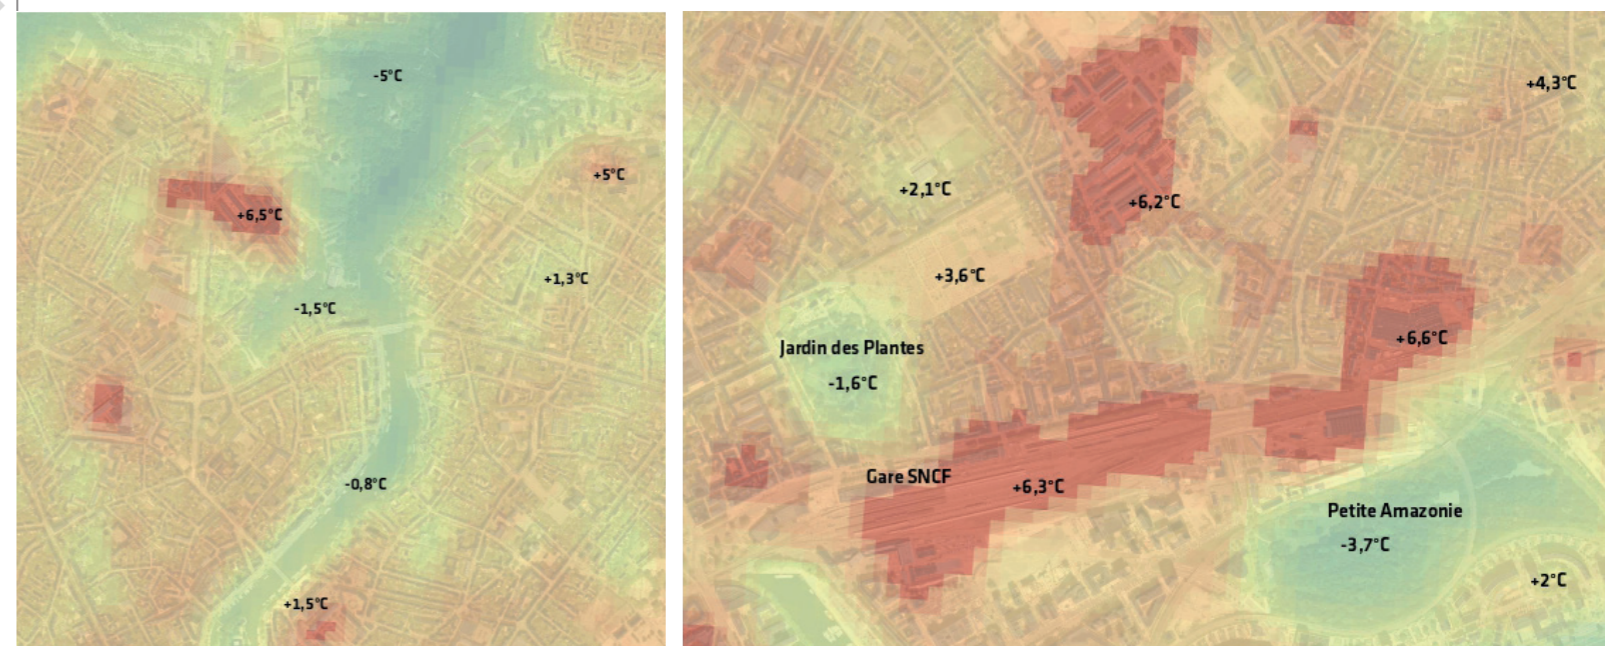 -5°C
+5°C
+6,5°C
+1,3°C
-1,5°C
-0,8°C
+1,5°C
+4,3°C
+2,1°C
+6,2°C
+3,6°C
+6,6°C
Jardin des Plantes
-1,6°C
Gare SNCF
+6,3°C
Petite Amazonie
-3,7°C
+2°C